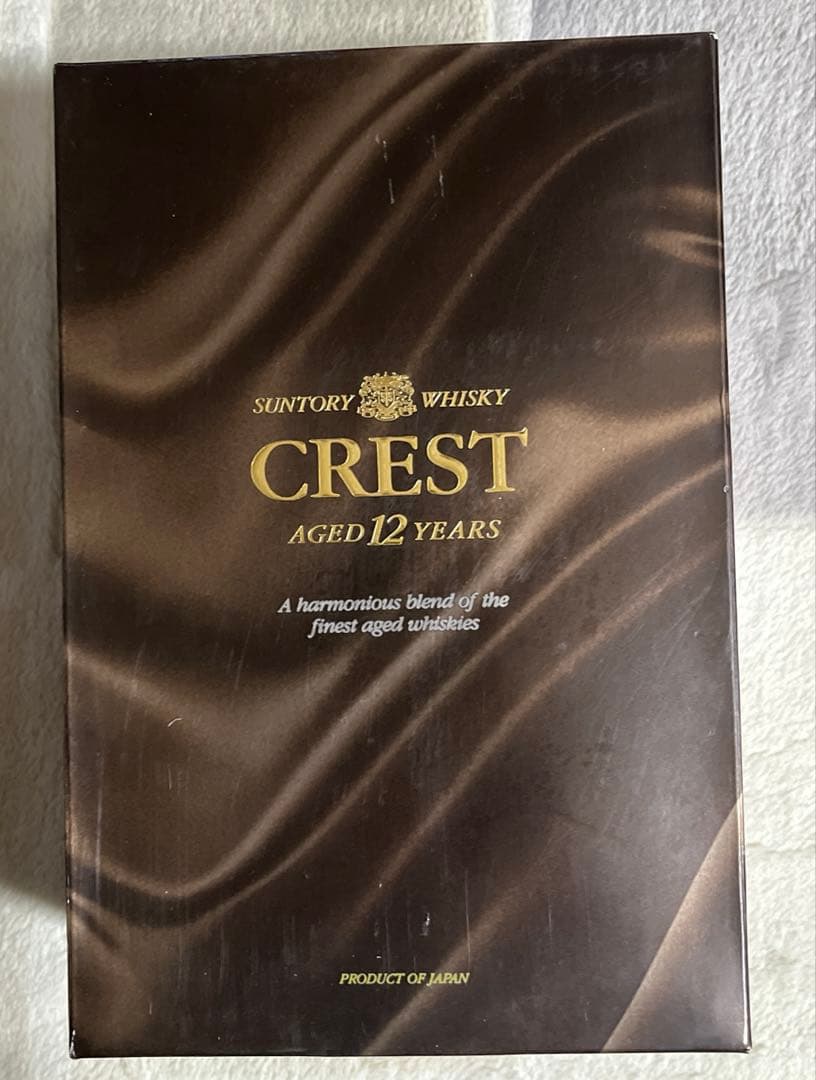 SUNTORY WHISKY
CREST
AGED 12 YEARS
A harmonious blend of the
finest aged whiskies
PRODUCT OF JAPAN